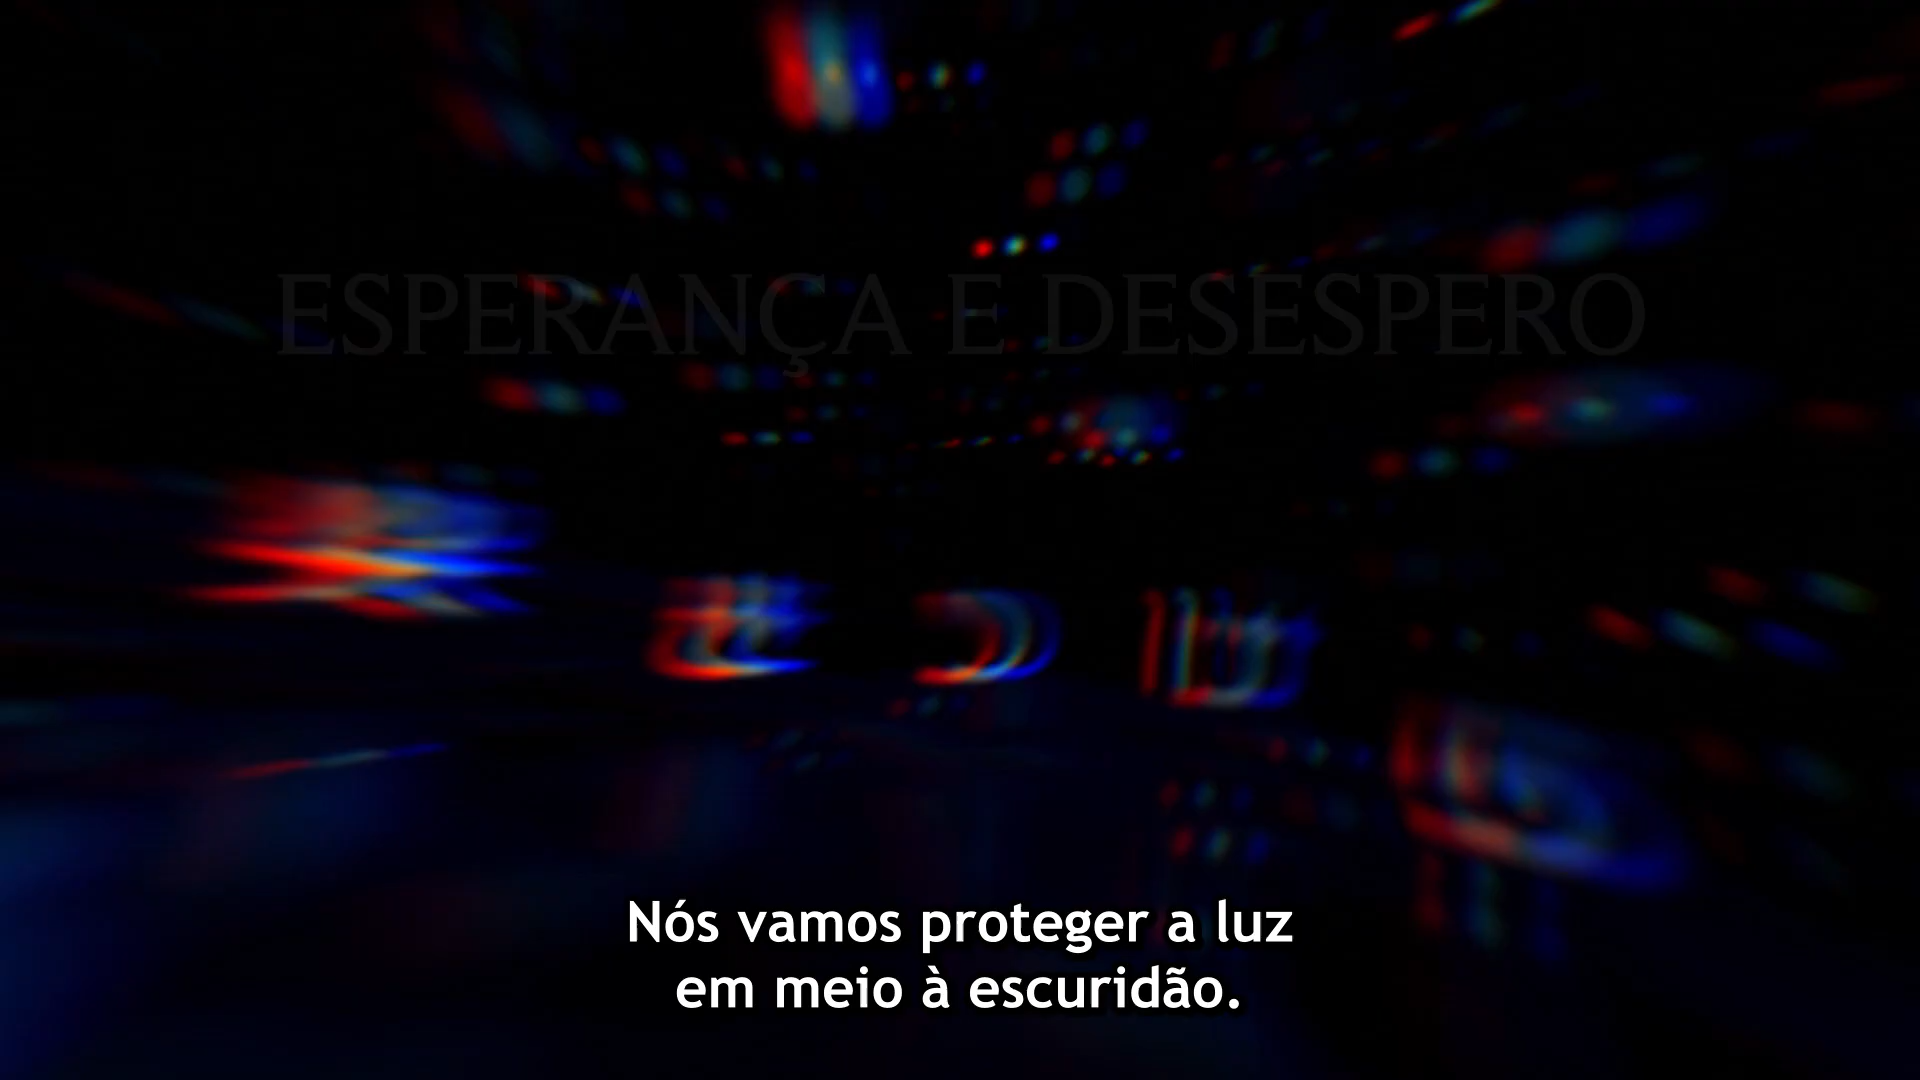 ESPERANÇA E DESESPERO
Nós vamos proteger a luz
em meio à escuridão.